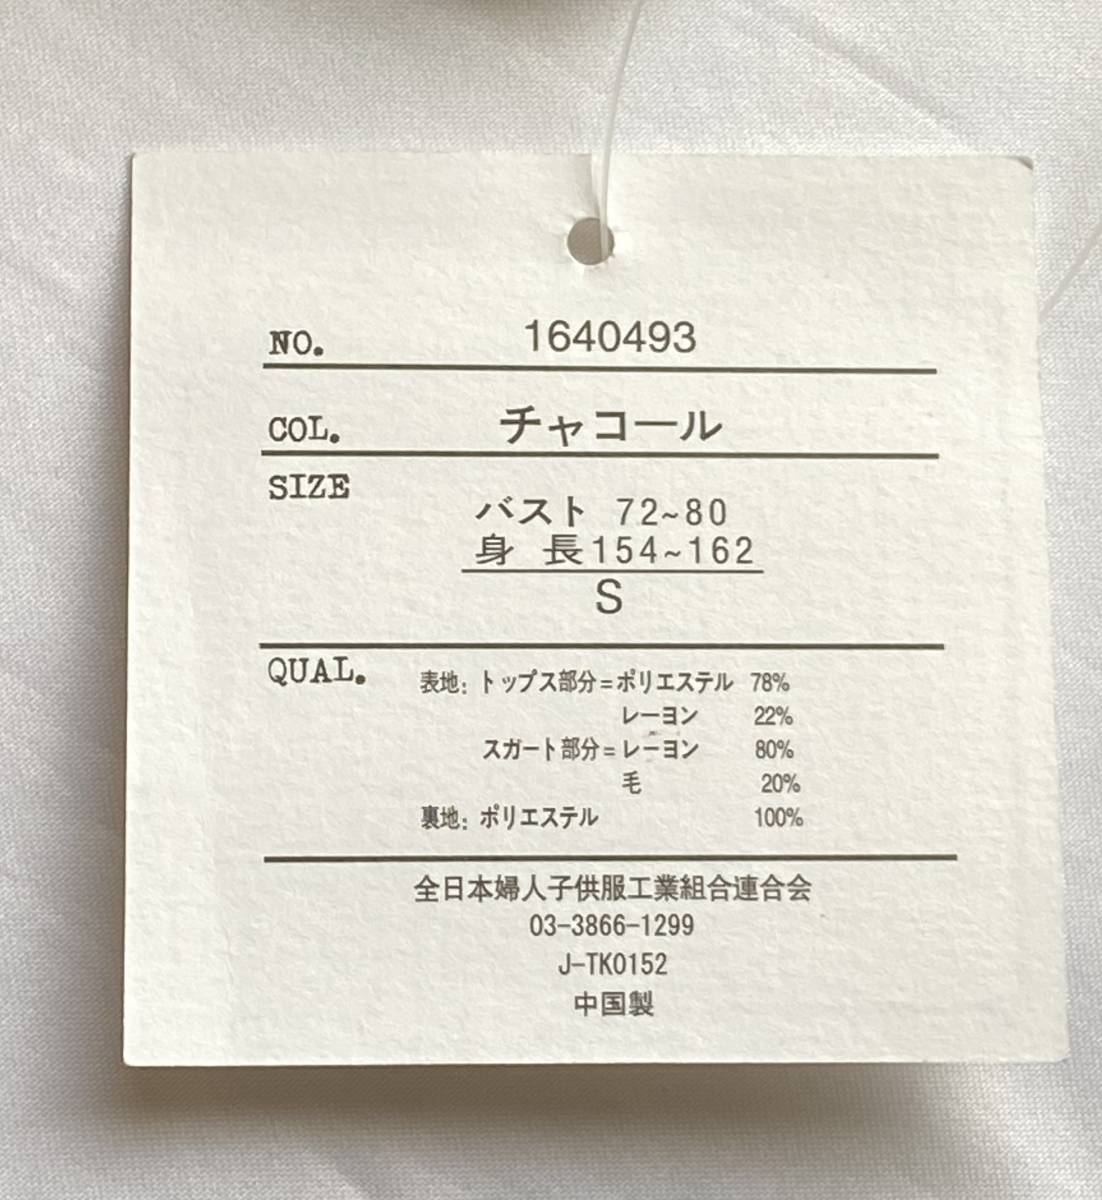 NO. 1640493
COL. チャコール
SIZE
バスト 72~80
身 長 154~162
S
QUAL. 表地: トップス部分=ポリエステル 78%
レーヨン 22%
スガート部分=レーヨン 80%
毛 20%
裏地: ポリエステル 100%
全日本婦人子供服工業組合連合会
03-3866-1299
J-TK0152
中国製